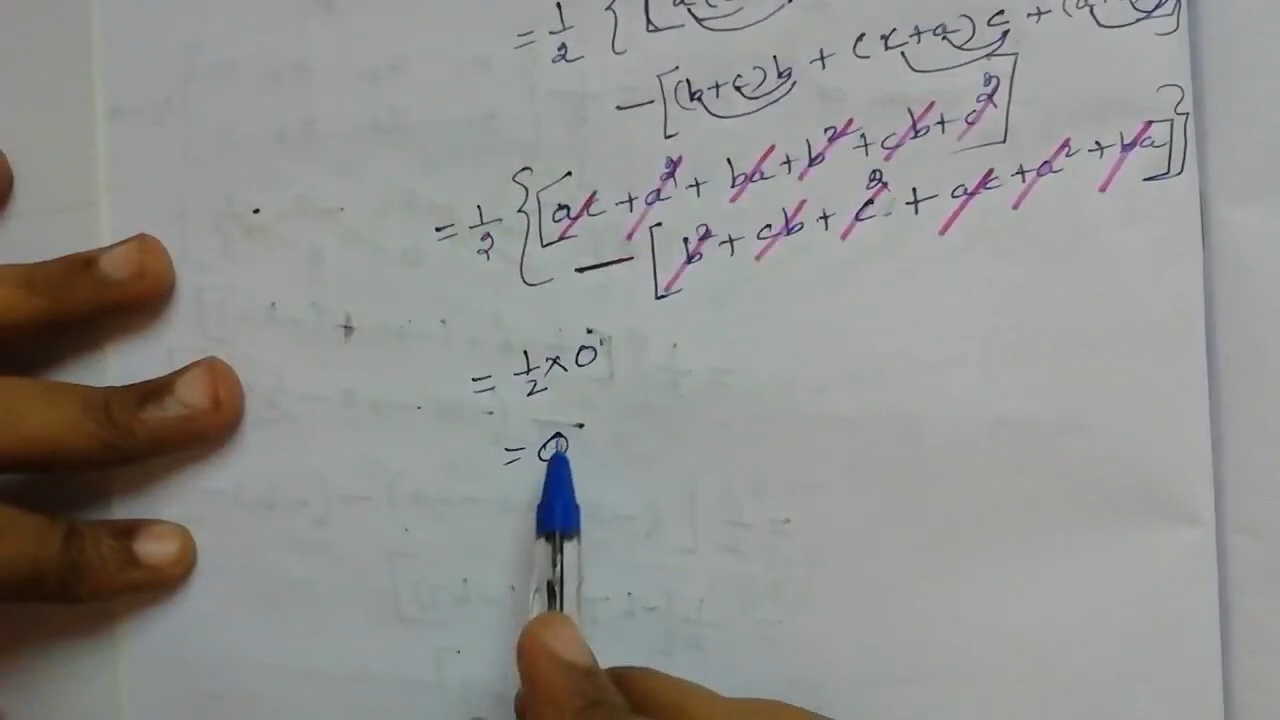 = 1/2 {[
− [(b+c)b + (x+a)c + (a
= 1/2 {[ac + a² + ba + b² + cb + c²]
− [b² + cb + c² + ac + a² + ba]}
= 1/2 × 0
= 0